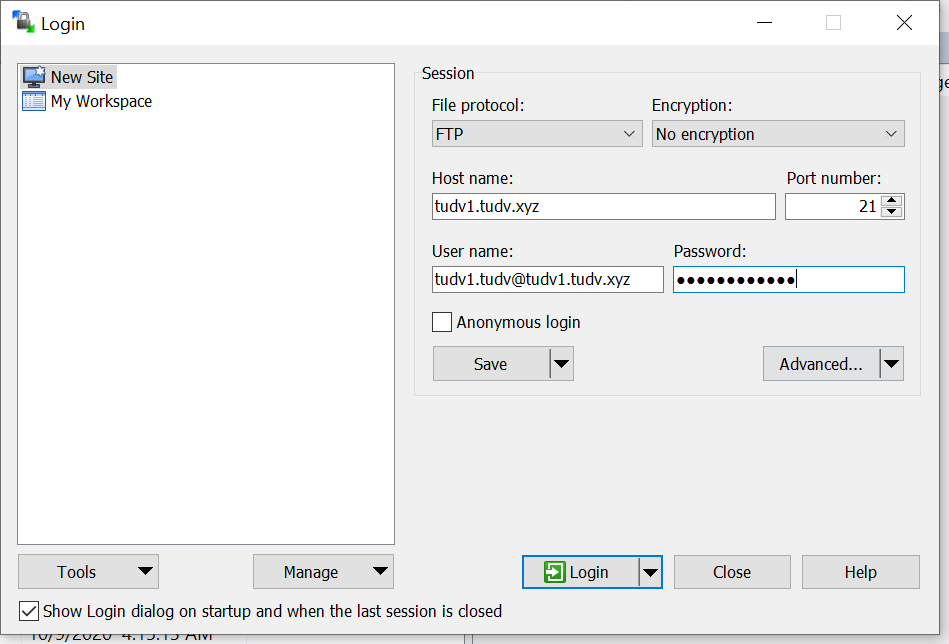 Login
New Site
My Workspace
Session
File protocol:
Encryption:
FTP
No encryption
Host name:
Port number:
tudv1.tudv.xyz
21
User name:
Password:
tudv1.tudv@tudv1.tudv.xyz
●●●●●●●●●●●●
Anonymous login
Save
Advanced...
Tools
Manage
Login
Close
Help
Show Login dialog on startup and when the last session is closed
10/9/2020 4:15:15 AM